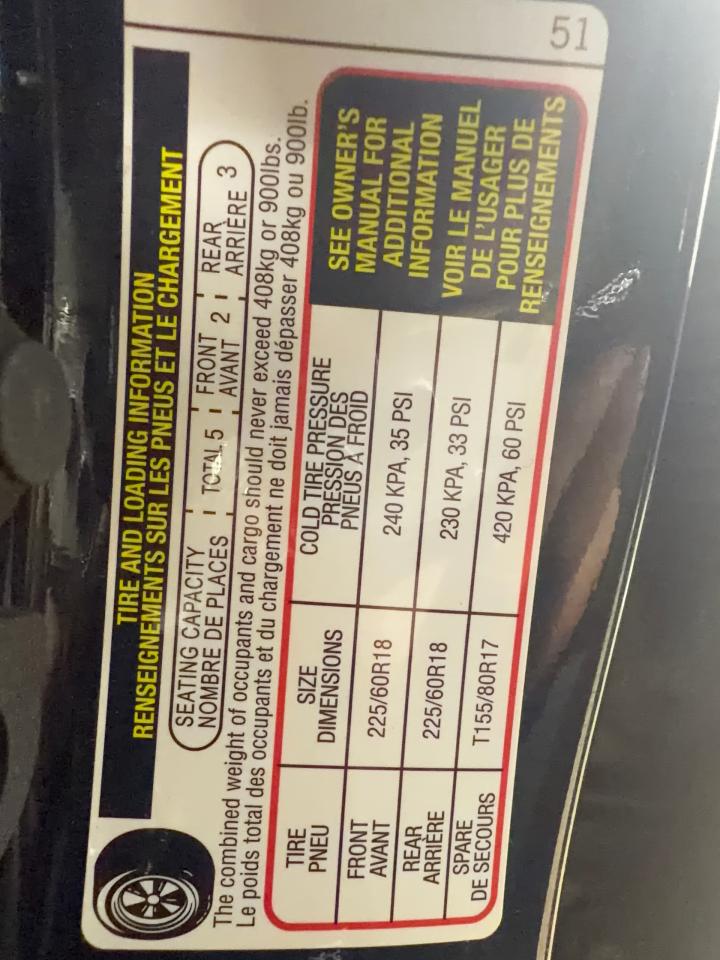 51
TIRE AND LOADING INFORMATION
RENSEIGNEMENTS SUR LES PNEUS ET LE CHARGEMENT
SEATING CAPACITY
NOMBRE DE PLACES
TOTAL 5
FRONT
AVANT 2
REAR
ARRIÈRE 3
The combined weight of occupants and cargo should never exceed 408kg or 900lbs.
Le poids total des occupants et du chargement ne doit jamais dépasser 408kg ou 900lb.
TIRE
PNEU
SIZE
DIMENSIONS
COLD TIRE PRESSURE
PRESSION DES
PNEUS À FROID
FRONT
AVANT
225/60R18
240 KPA, 35 PSI
REAR
ARRIÈRE
225/60R18
230 KPA, 33 PSI
SPARE
DE SECOURS
T155/80R17
420 KPA, 60 PSI
SEE OWNER'S
MANUAL FOR
ADDITIONAL
INFORMATION
VOIR LE MANUEL
DE L'USAGER
POUR PLUS DE
RENSEIGNEMENTS